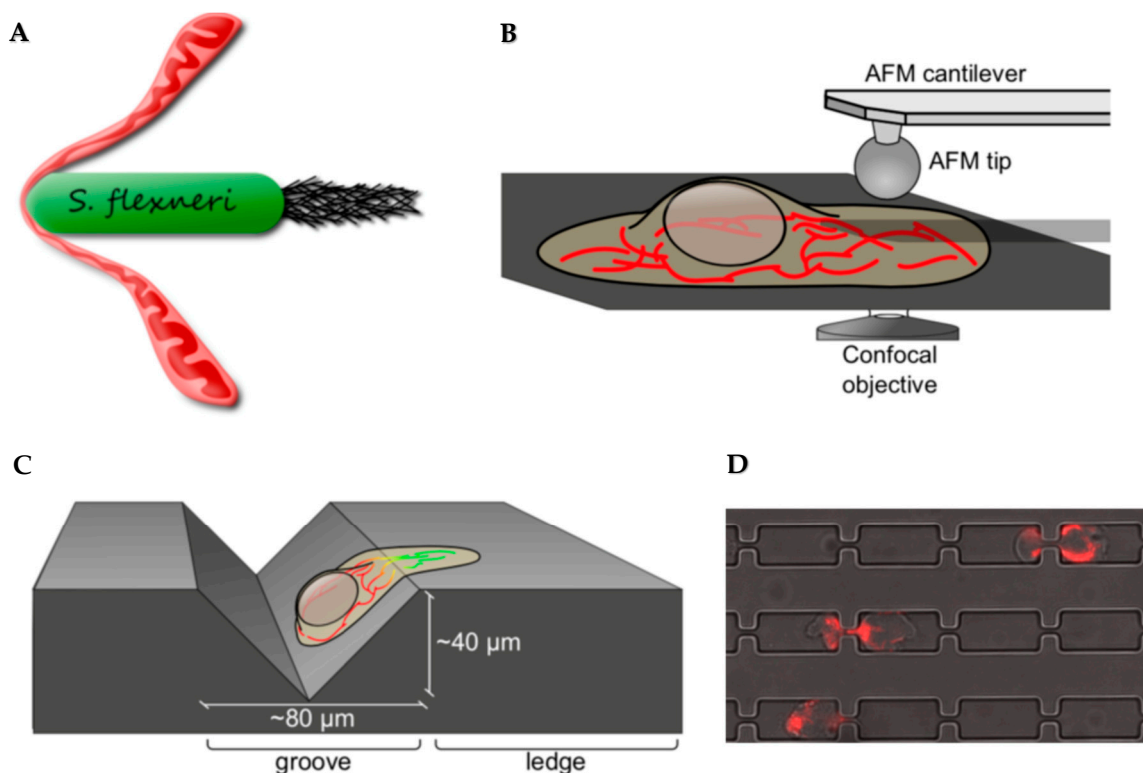 A
S. flexneri
B
AFM cantilever
AFM tip
Confocal
objective
C
~40 µm
~80 µm
groove
ledge
D